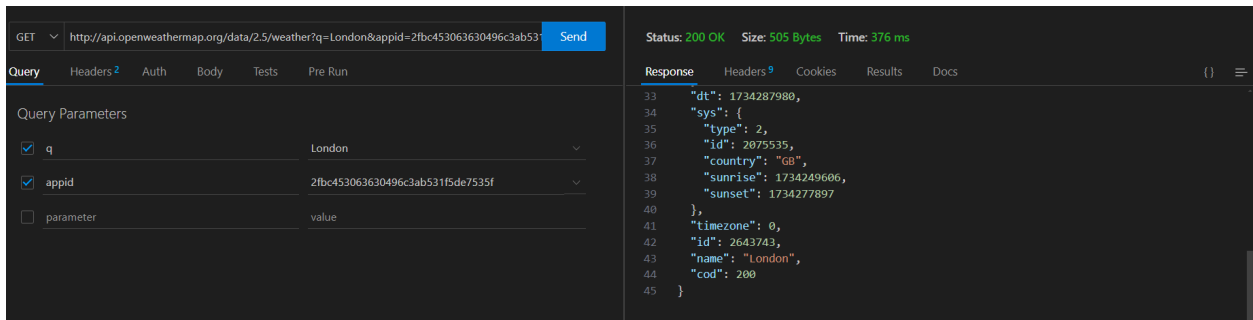 GET http://api.openweathermap.org/data/2.5/weather?q=London&appid=2fbc453063630496c3ab531 Send
Query Headers 2 Auth Body Tests Pre Run
Query Parameters
q London
appid 2fbc453063630496c3ab531f5de7535f
parameter value
Status: 200 OK Size: 505 Bytes Time: 376 ms
Response Headers 9 Cookies Results Docs {}
33 "dt": 1734287980,
34 "sys": {
35 "type": 2,
36 "id": 2075535,
37 "country": "GB",
38 "sunrise": 1734249606,
39 "sunset": 1734277897
40 },
41 "timezone": 0,
42 "id": 2643743,
43 "name": "London",
44 "cod": 200
45 }